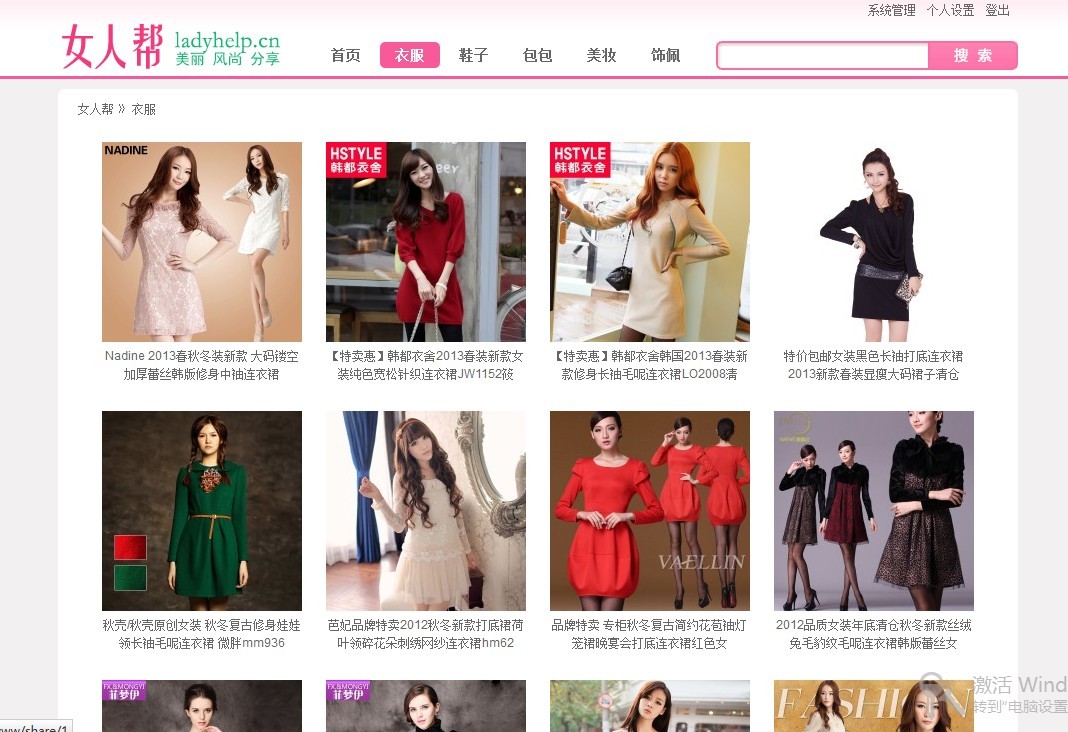 系统管理 个人设置 登出
女人帮 ladyhelp.cn
美丽 风尚 分享
首页 衣服 鞋子 包包 美妆 饰佩 搜 索
女人帮 》 衣服
NADINE
HSTYLE
韩都衣舍
HSTYLE
韩都衣舍
Nadine 2013春秋冬装新款 大码镂空
加厚蕾丝韩版修身中袖连衣裙
【特卖惠】韩都衣舍2013春装新款女
装纯色宽松针织连衣裙JW1152筱
【特卖惠】韩都衣舍韩国2013春装新
款修身长袖毛呢连衣裙LO2008清
特价包邮女装黑色长袖打底连衣裙
2013新款春装显瘦大码裙子清仓
VAELLIN
秋壳/秋壳原创女装 秋冬复古修身娃娃
领长袖毛呢连衣裙 微胖mm936
芭妃品牌特卖2012秋冬新款打底裙荷
叶领碎花朵刺绣网纱连衣裙hm62
品牌特卖 专柜秋冬复古简约花苞袖灯
笼裙晚宴会打底连衣裙红色女
2012品质女装年底清仓秋冬新款丝绒
兔毛豹纹毛呢连衣裙韩版蕾丝女
FX.B.MONGYI
菲梦伊
FX.B.MONGYI
菲梦伊
FASHION
激活 Wind
转到"电脑设置
ww/share/1